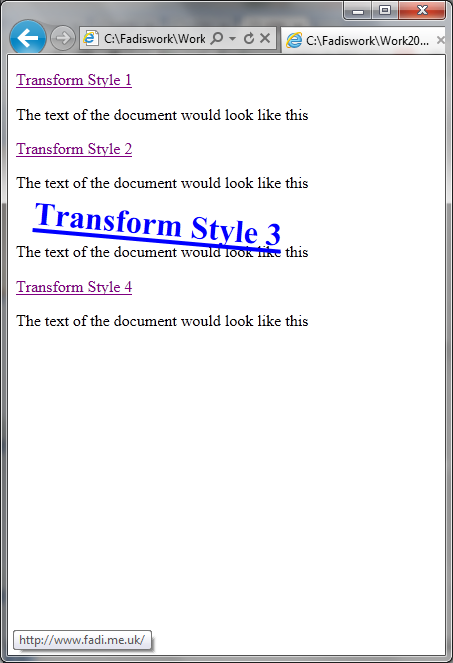 C:\Fadiswork\Work
C:\Fadiswork\Work20...
Transform Style 1
The text of the document would look like this
Transform Style 2
The text of the document would look like this
Transform Style 3
The text of the document would look like this
Transform Style 4
The text of the document would look like this
http://www.fadi.me.uk/